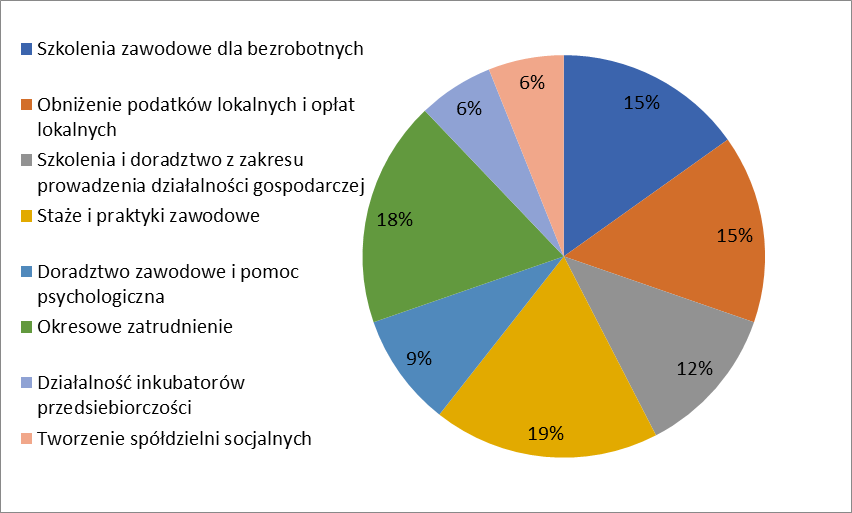 Szkolenia zawodowe dla bezrobotnych
Obniżenie podatków lokalnych i opłat
lokalnych
Szkolenia i doradztwo z zakresu
prowadzenia działalności gospodarczej
Staże i praktyki zawodowe
Doradztwo zawodowe i pomoc
psychologiczna
Okresowe zatrudnienie
Działalność inkubatorów
przedsiebiorczości
Tworzenie spółdzielni socjalnych
15%
15%
12%
19%
9%
18%
6%
6%